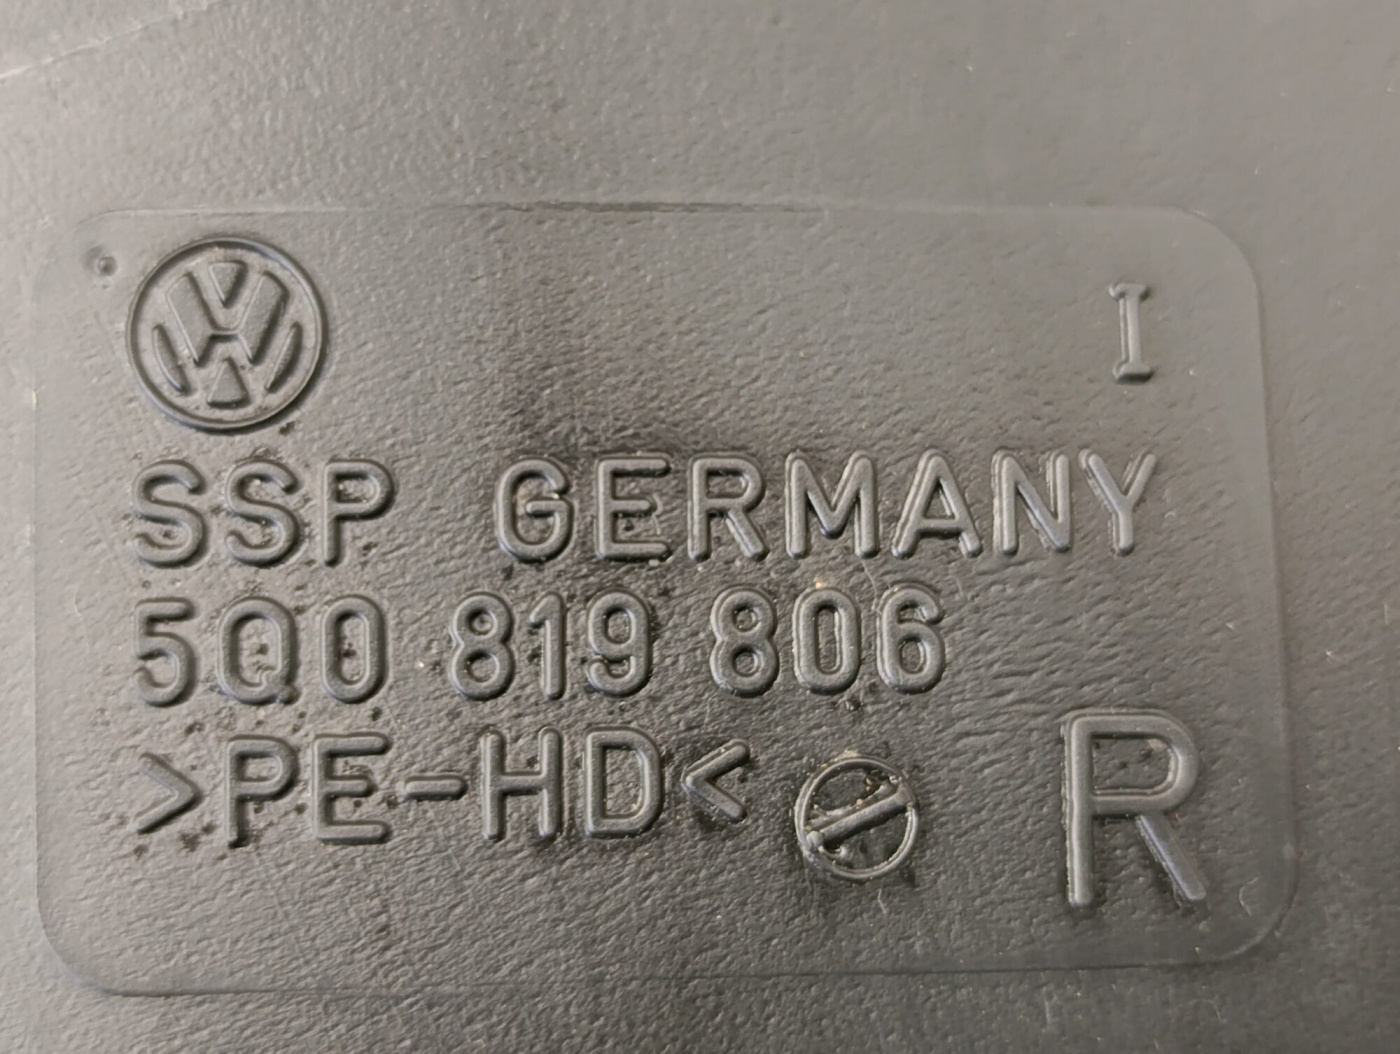 I
SSP GERMANY
5Q0 819 806
>PE-HD<
R